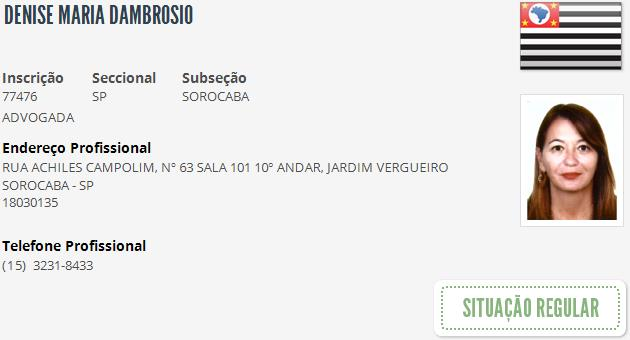 DENISE MARIA DAMBROSIO
Inscrição Seccional Subseção
77476 SP SOROCABA
ADVOGADA
Endereço Profissional
RUA ACHILES CAMPOLIM, Nº 63 SALA 101 10º ANDAR, JARDIM VERGUEIRO
SOROCABA - SP
18030135
Telefone Profissional
(15) 3231-8433
SITUAÇÃO REGULAR